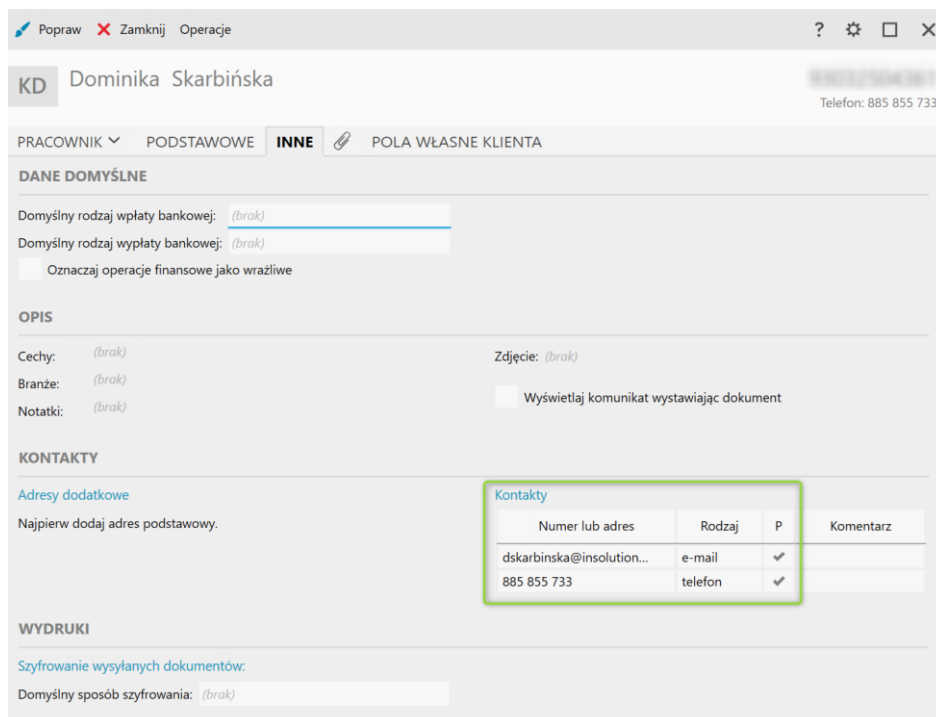 Popraw Zamknij Operacje ?
KD Dominika Skarbińska
Telefon: 885 855 733
PRACOWNIK PODSTAWOWE INNE POLA WŁASNE KLIENTA
DANE DOMYŚLNE
Domyślny rodzaj wpłaty bankowej: (brak)
Domyślny rodzaj wypłaty bankowej: (brak)
Oznaczaj operacje finansowe jako wrażliwe
OPIS
Cechy: (brak) Zdjęcie: (brak)
Branże: (brak)
Wyświetlaj komunikat wystawiając dokument
Notatki: (brak)
KONTAKTY
Adresy dodatkowe Kontakty
Najpierw dodaj adres podstawowy.
Numer lub adres Rodzaj P Komentarz
dskarbinska@insolution... e-mail
885 855 733 telefon
WYDRUKI
Szyfrowanie wysyłanych dokumentów:
Domyślny sposób szyfrowania: (brak)